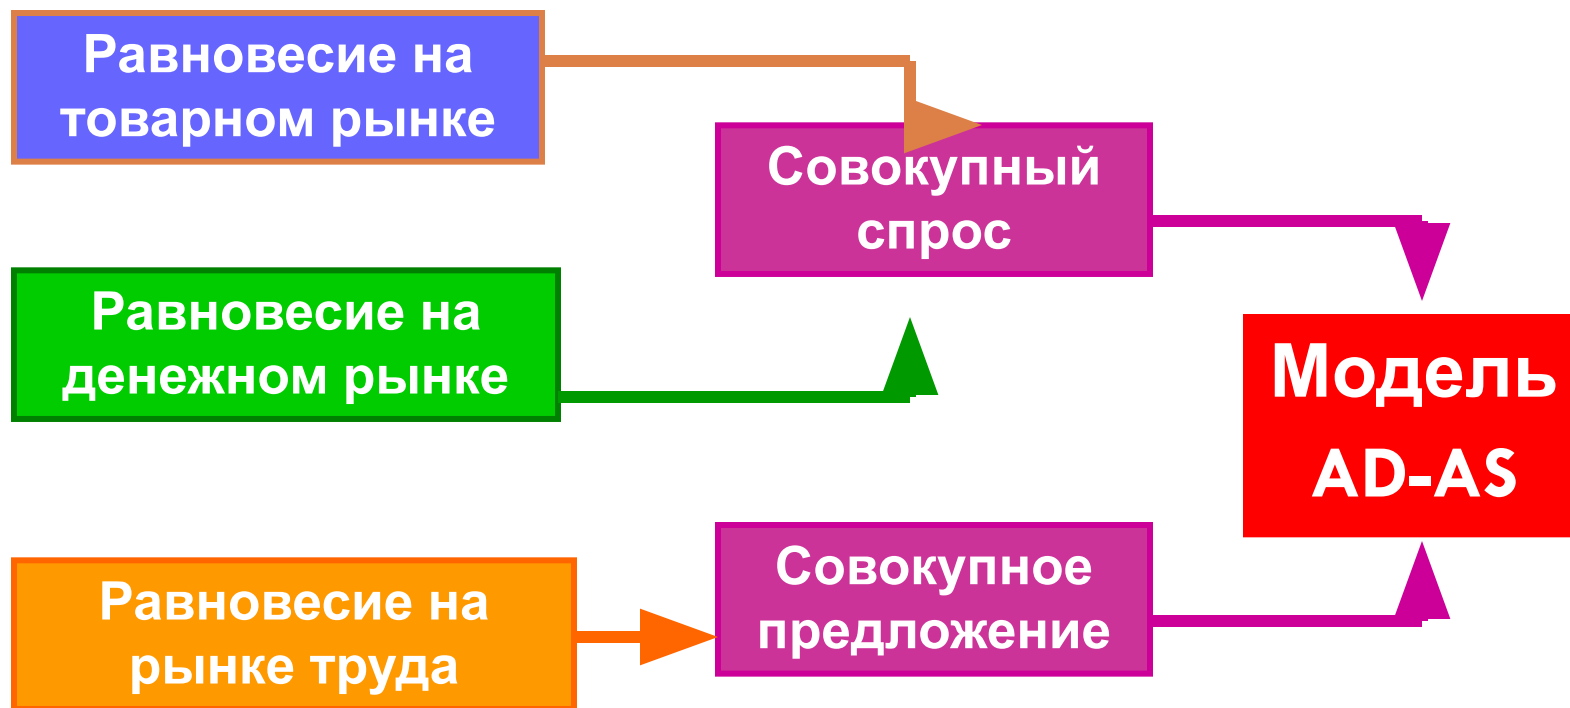 Равновесие на
товарном рынке
Совокупный
спрос
Равновесие на
денежном рынке
Модель
AD-AS
Совокупное
предложение
Равновесие на
рынке труда